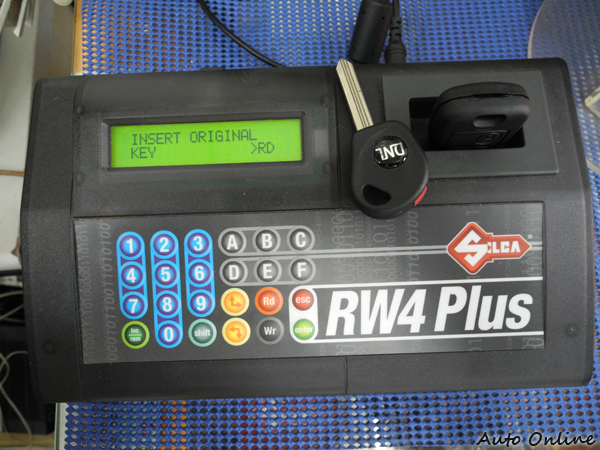 INSERT ORIGINAL
KEY >RD
DNL
1 2 3 A B C
SILCA
4 5 6 D E F
7 8 9 Rd esc
RW4 Plus
0 shift Wr enter
Auto Online